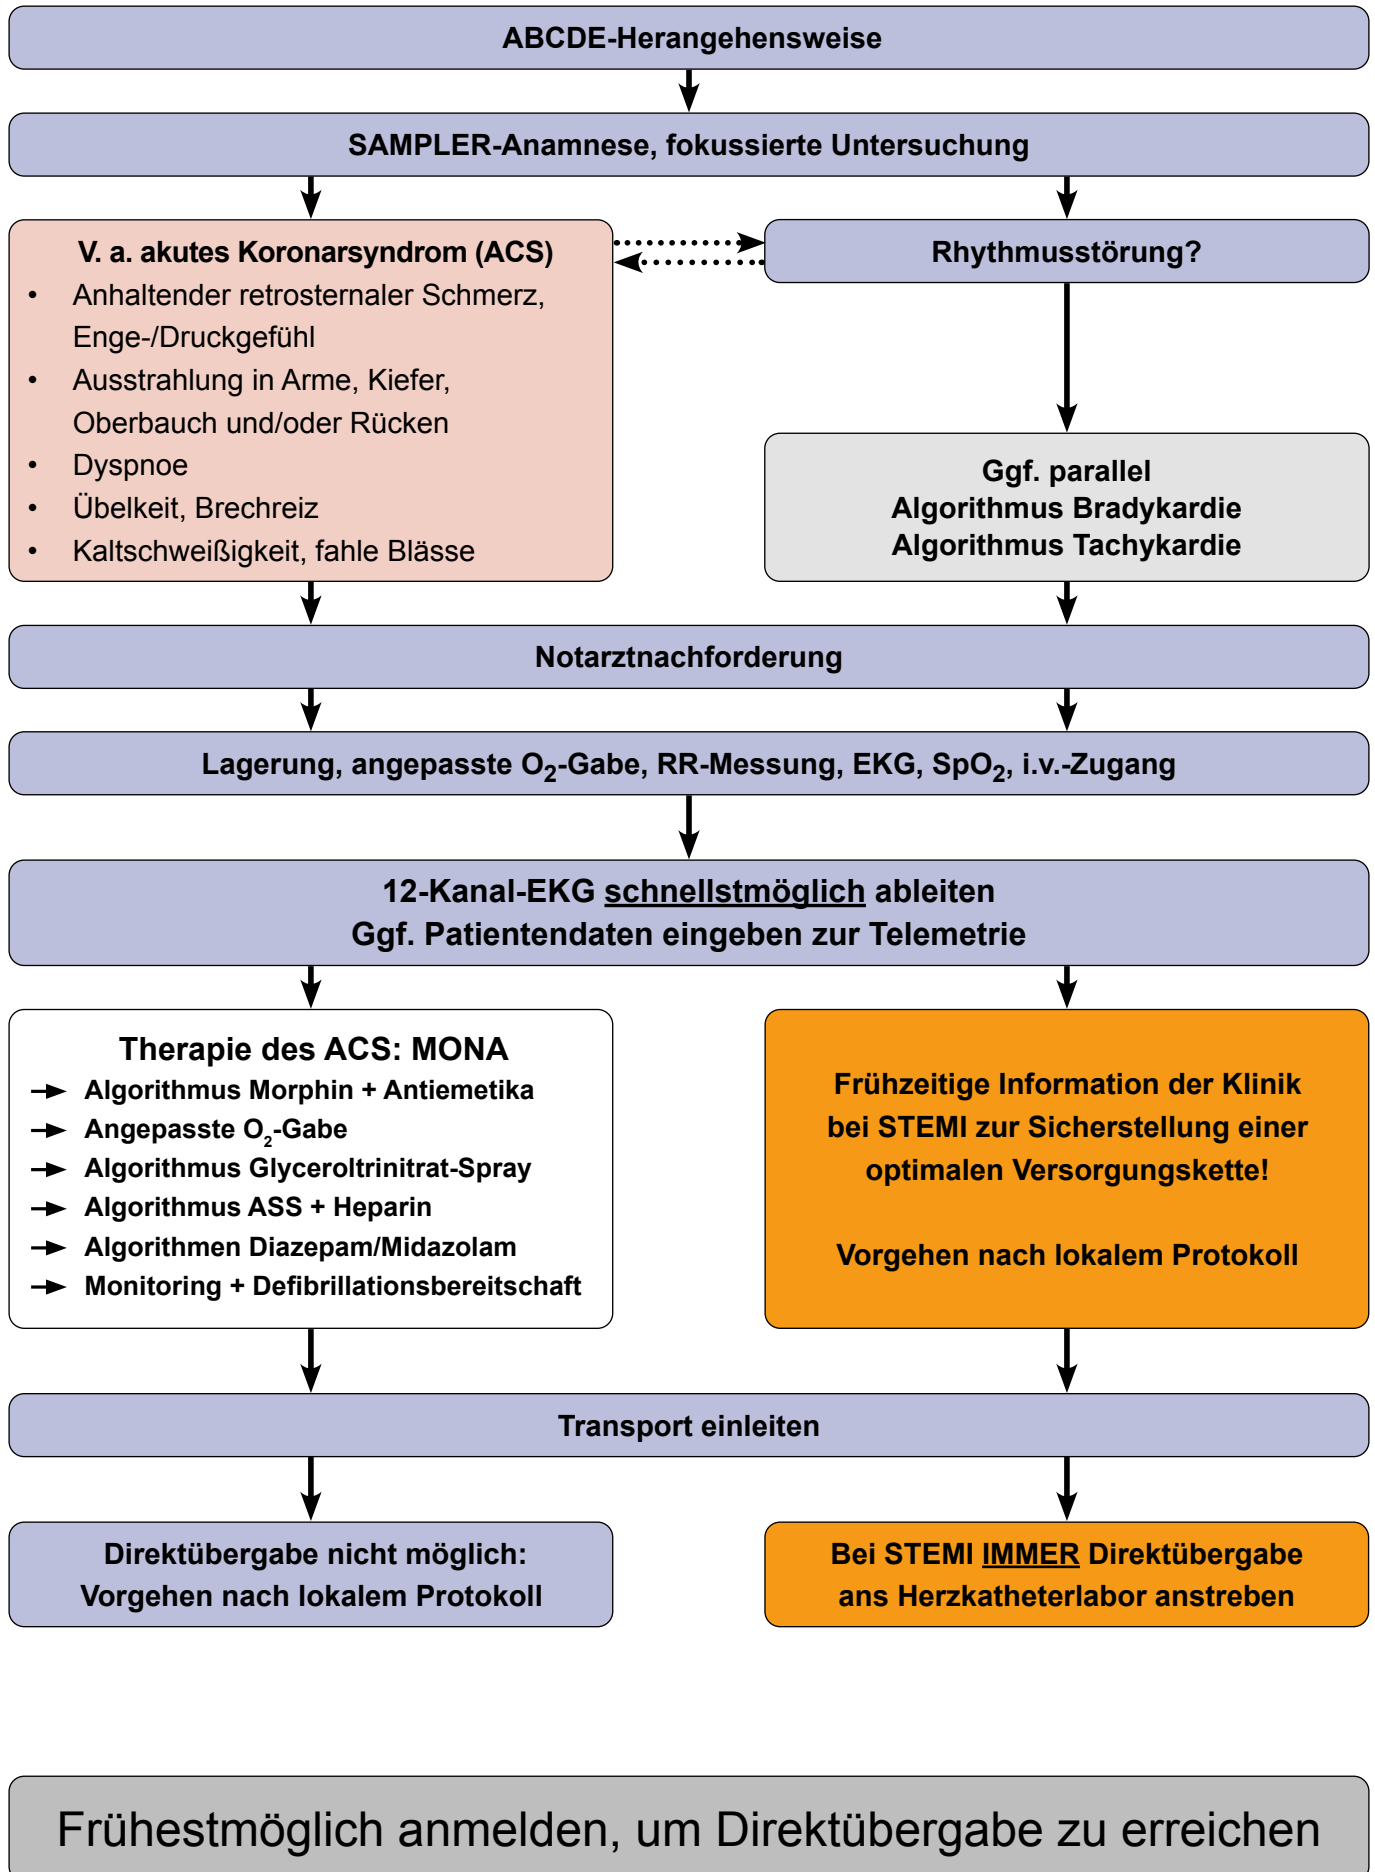 ABCDE-Herangehensweise
SAMPLER-Anamnese, fokussierte Untersuchung
V. a. akutes Koronarsyndrom (ACS)
• Anhaltender retrosternaler Schmerz,
Enge-/Druckgefühl
• Ausstrahlung in Arme, Kiefer,
Oberbauch und/oder Rücken
• Dyspnoe
• Übelkeit, Brechreiz
• Kaltschweißigkeit, fahle Blässe
Rhythmusstörung?
Ggf. parallel
Algorithmus Bradykardie
Algorithmus Tachykardie
Notarztnachforderung
Lagerung, angepasste O₂-Gabe, RR-Messung, EKG, SpO₂, i.v.-Zugang
12-Kanal-EKG schnellstmöglich ableiten
Ggf. Patientendaten eingeben zur Telemetrie
Therapie des ACS: MONA
Algorithmus Morphin + Antiemetika
Angepasste O₂-Gabe
Algorithmus Glyceroltrinitrat-Spray
Algorithmus ASS + Heparin
Algorithmen Diazepam/Midazolam
Monitoring + Defibrillationsbereitschaft
Frühzeitige Information der Klinik
bei STEMI zur Sicherstellung einer
optimalen Versorgungskette!
Vorgehen nach lokalem Protokoll
Transport einleiten
Direktübergabe nicht möglich:
Vorgehen nach lokalem Protokoll
Bei STEMI IMMER Direktübergabe
ans Herzkatheterlabor anstreben
Frühestmöglich anmelden, um Direktübergabe zu erreichen